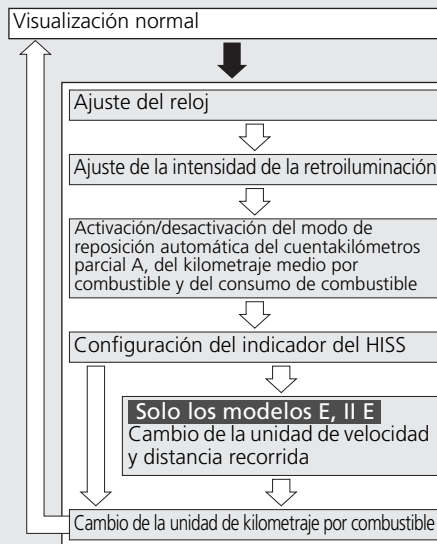 Visualización normal
Ajuste del reloj
Ajuste de la intensidad de la retroiluminación
Activación/desactivación del modo de
reposición automática del cuentakilómetros
parcial A, del kilometraje medio por
combustible y del consumo de combustible
Configuración del indicador del HISS
Solo los modelos E, II E
Cambio de la unidad de velocidad
y distancia recorrida
Cambio de la unidad de kilometraje por combustible